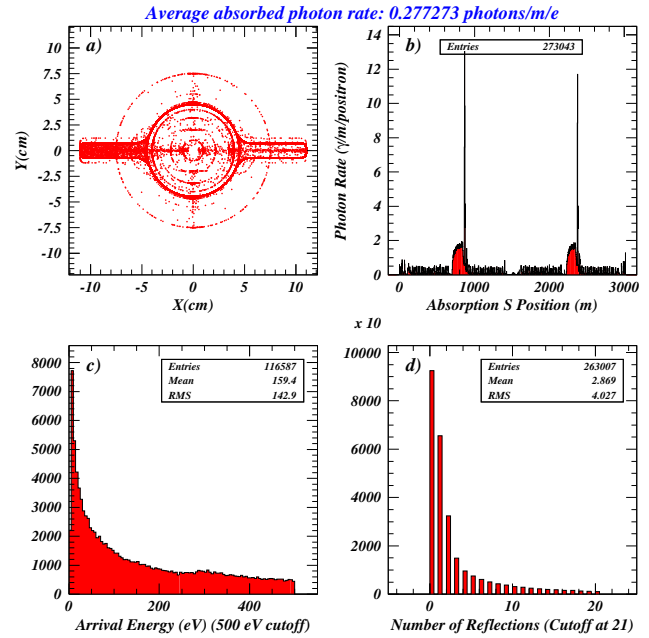 Average absorbed photon rate: 0.277273 photons/m/e
a)
Y(cm)
10
7.5
5
2.5
0
-2.5
-5
-7.5
-10
-10
-5
0
5
10
X(cm)
b)
Entries 273043
Photon Rate (γ/m/positron)
14
12
10
8
6
4
2
0
0
1000
2000
3000
Absorption S Position (m)
c)
Entries 116587
Mean 159.4
RMS 142.9
8000
7000
6000
5000
4000
3000
2000
1000
0
0
200
400
Arrival Energy (eV) (500 eV cutoff)
x 10
d)
Entries 263007
Mean 2.869
RMS 4.027
10000
8000
6000
4000
2000
0
0
10
20
Number of Reflections (Cutoff at 21)